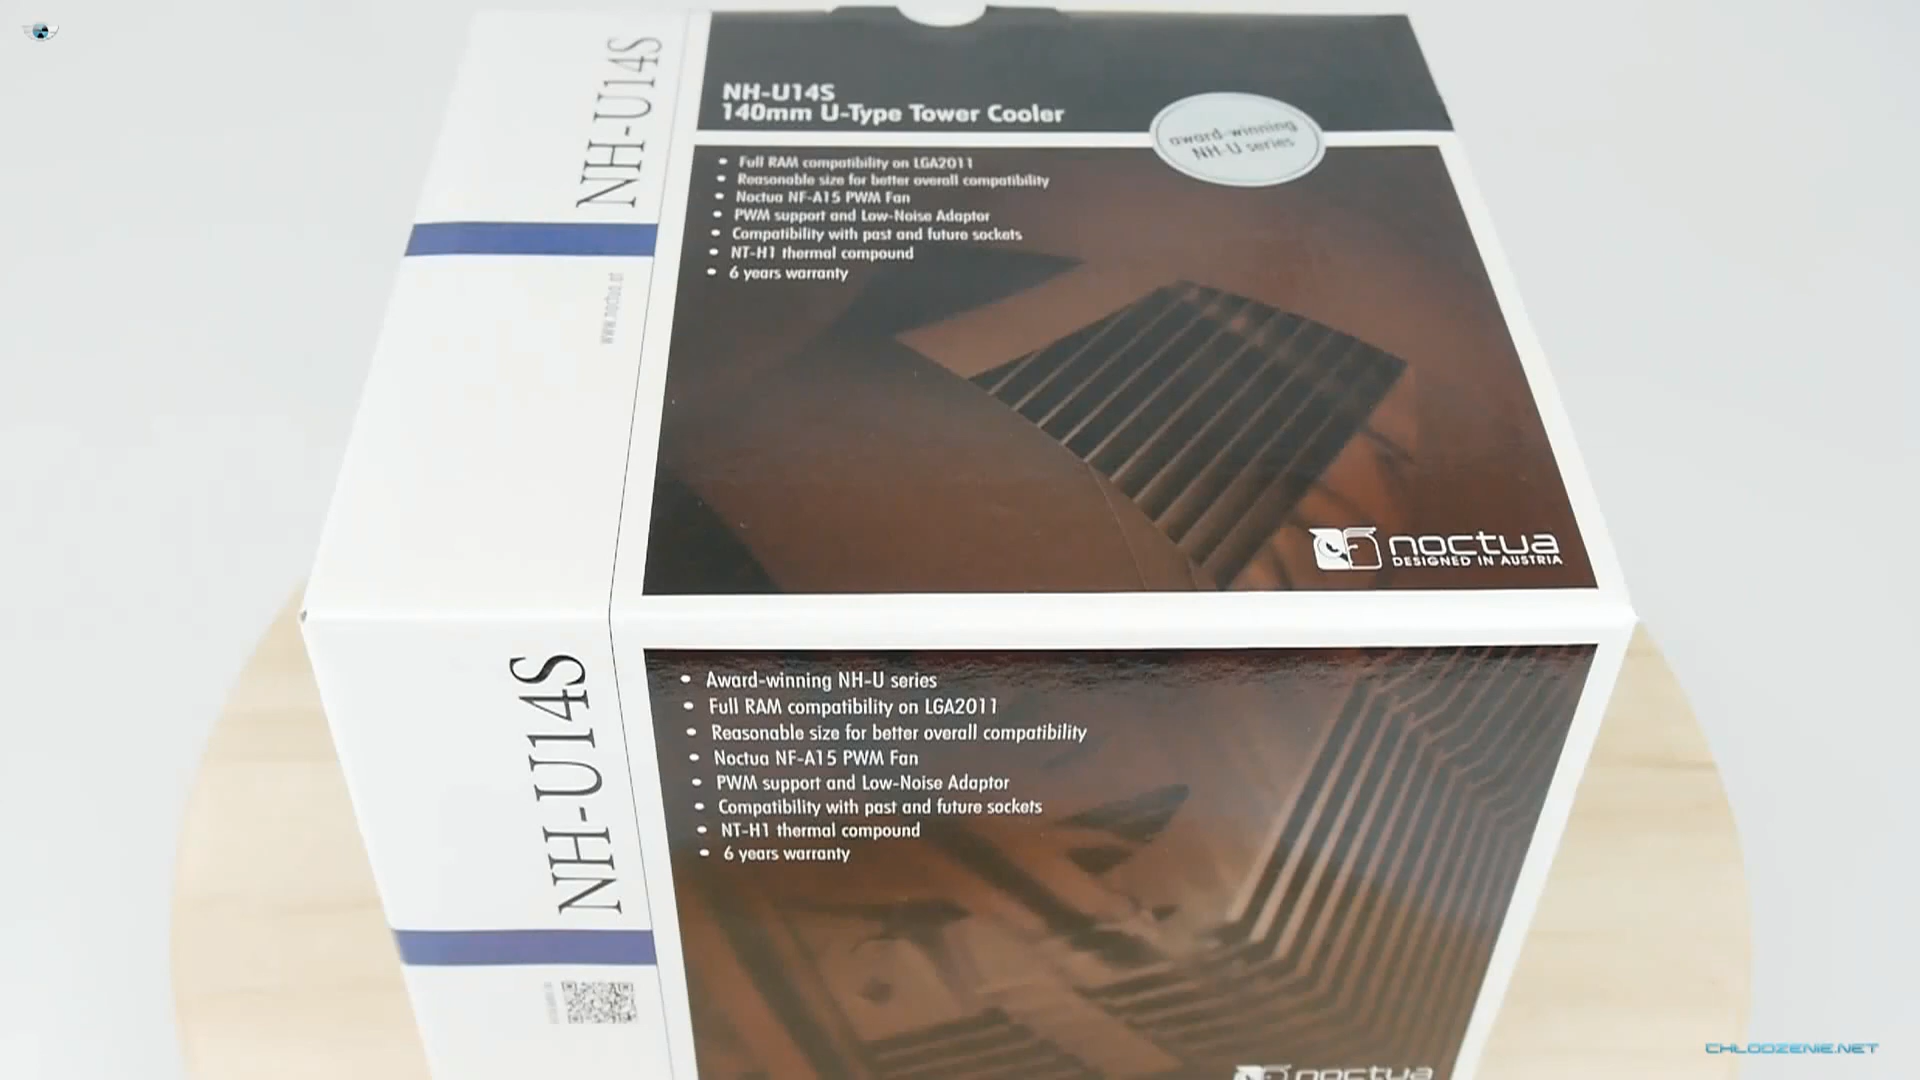 NH-U14S
www.noctua.at
NH-U14S
140mm U-Type Tower Cooler
award-winning
NH-U series
• Full RAM compatibility on LGA2011
• Reasonable size for better overall compatibility
• Noctua NF-A15 PWM Fan
• PWM support and Low-Noise Adaptor
• Compatibility with past and future sockets
• NT-H1 thermal compound
• 6 years warranty
noctua
DESIGNED IN AUSTRIA
NH-U14S
• Award-winning NH-U series
• Full RAM compatibility on LGA2011
• Reasonable size for better overall compatibility
• Noctua NF-A15 PWM Fan
• PWM support and Low-Noise Adaptor
• Compatibility with past and future sockets
• NT-H1 thermal compound
• 6 years warranty
noctua
CHLODZENIE.NET